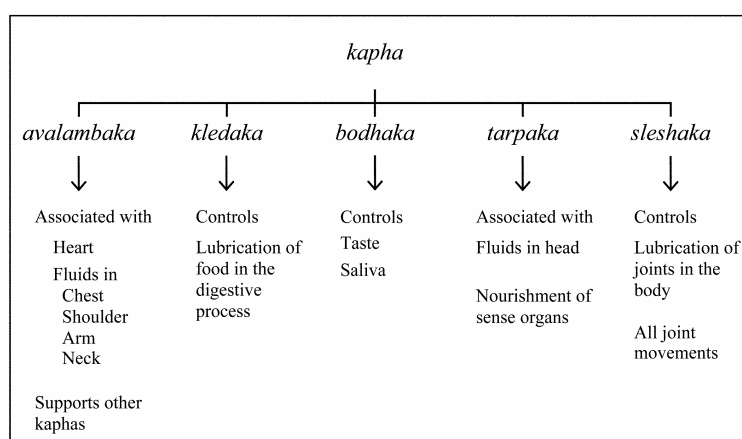 kapha
avalambaka kledaka bodhaka tarpaka sleshaka
Associated with
Heart
Fluids in
Chest
Shoulder
Arm
Neck
Supports other
kaphas
Controls
Lubrication of
food in the
digestive
process
Controls
Taste
Saliva
Associated with
Fluids in head
Nourishment of
sense organs
Controls
Lubrication of
joints in the
body
All joint
movements